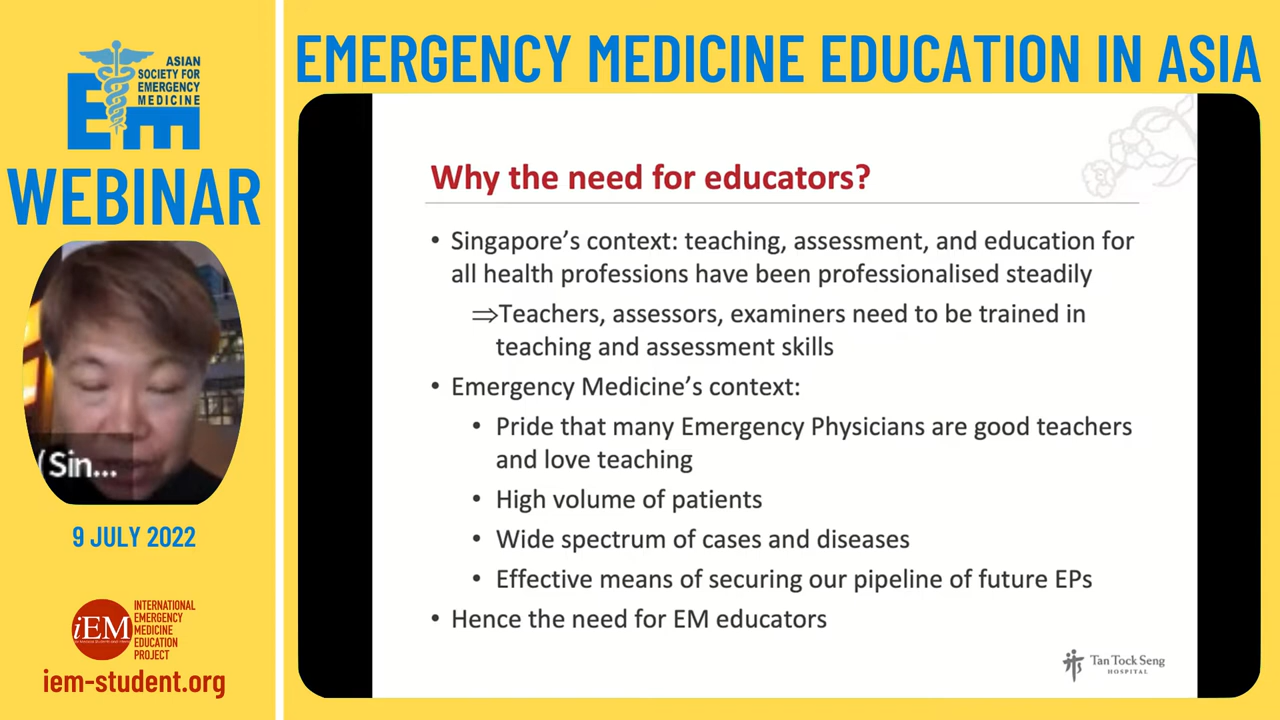 EMERGENCY MEDICINE EDUCATION IN ASIA
ASIAN
SOCIETY FOR
EMERGENCY
MEDICINE
EM
WEBINAR
(Sin...
9 JULY 2022
iEM
INTERNATIONAL
EMERGENCY
MEDICINE
EDUCATION
PROJECT
iem-student.org
Why the need for educators?
• Singapore's context: teaching, assessment, and education for
all health professions have been professionalised steadily
⇒Teachers, assessors, examiners need to be trained in
teaching and assessment skills
• Emergency Medicine's context:
• Pride that many Emergency Physicians are good teachers
and love teaching
• High volume of patients
• Wide spectrum of cases and diseases
• Effective means of securing our pipeline of future EPs
• Hence the need for EM educators
Tan Tock Seng
HOSPITAL